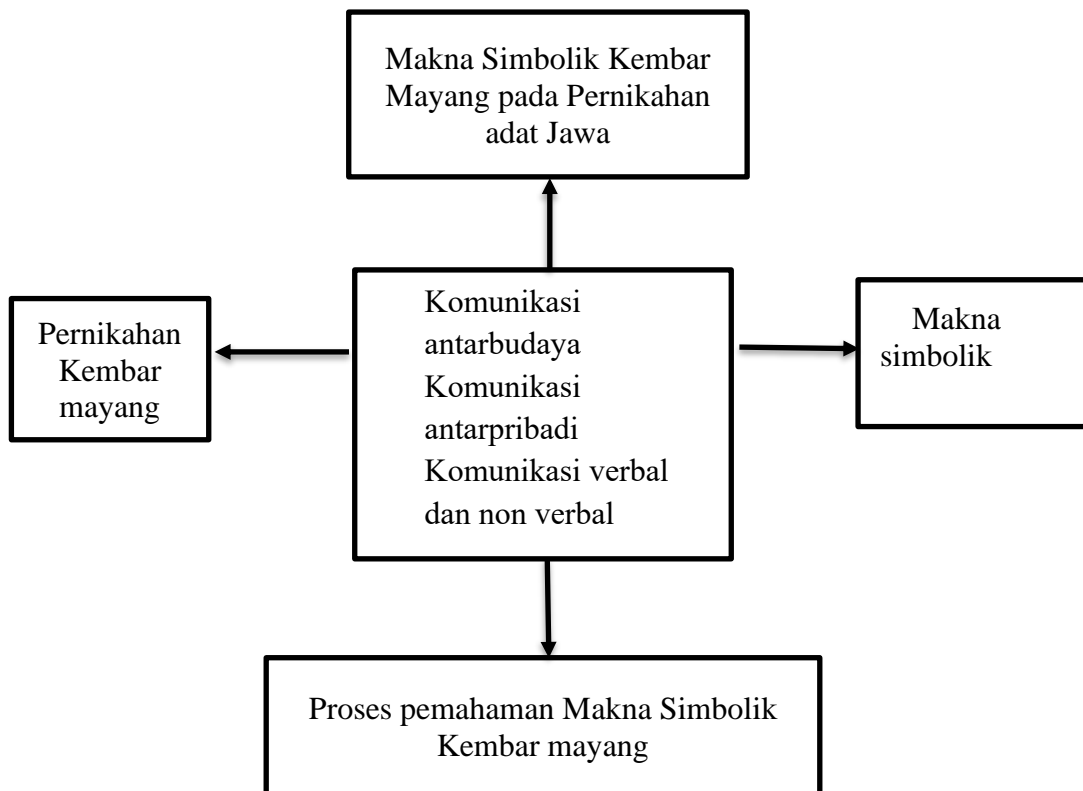 Makna Simbolik Kembar
Mayang pada Pernikahan
adat Jawa
Pernikahan
Kembar
mayang
Komunikasi
antarbudaya
Komunikasi
antarpribadi
Komunikasi verbal
dan non verbal
Makna
simbolik
Proses pemahaman Makna Simbolik
Kembar mayang